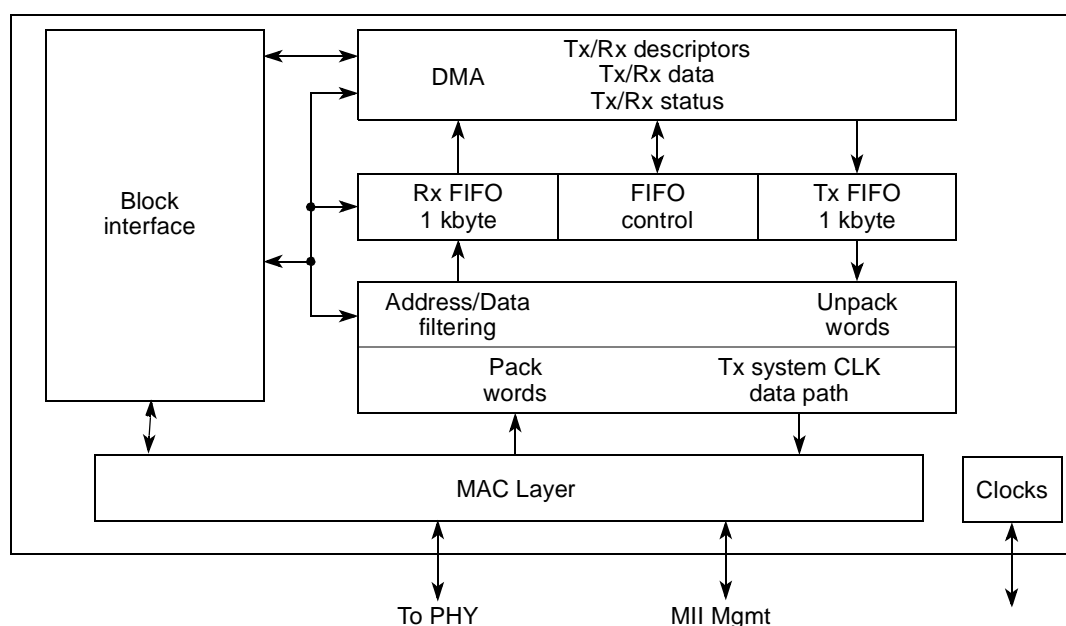 Tx/Rx descriptors
DMA
Tx/Rx data
Tx/Rx status
Block
interface
Rx FIFO
1 kbyte
FIFO
control
Tx FIFO
1 kbyte
Address/Data
filtering
Unpack
words
Pack
words
Tx system CLK
data path
MAC Layer
Clocks
To PHY
MII Mgmt